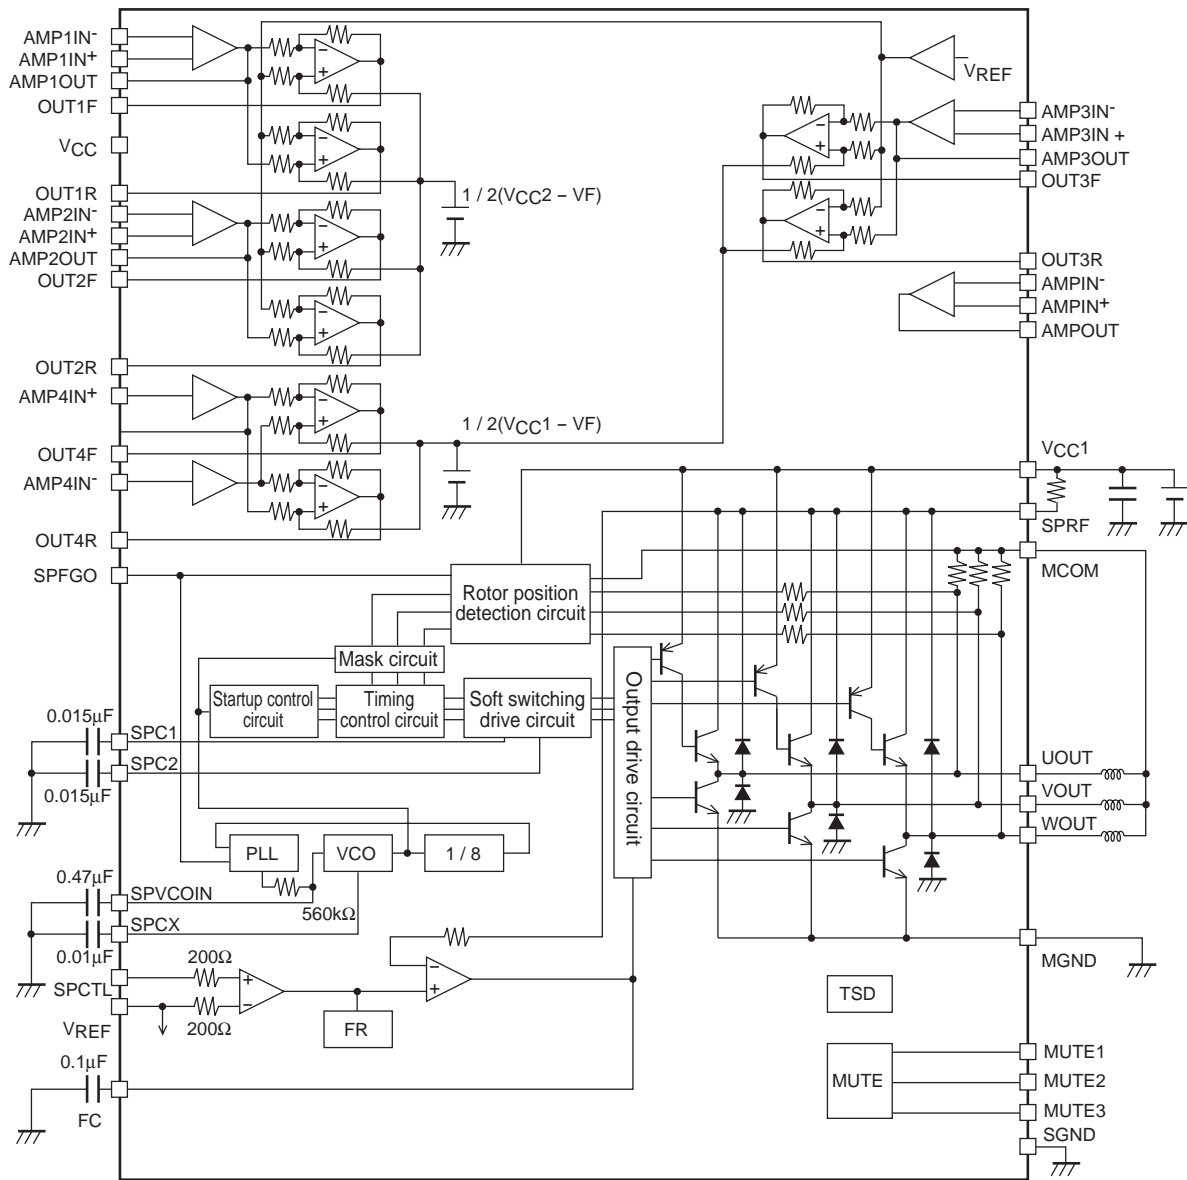 AMP1IN-
AMP1IN+
AMP1OUT
OUT1F
VCC
OUT1R
AMP2IN-
AMP2IN+
AMP2OUT
OUT2F
OUT2R
AMP4IN+
OUT4F
AMP4IN-
OUT4R
SPFGO
-
+
-
+
1 / 2(VCC2 – VF)
-
+
-
+
-
+
1 / 2(VCC1 – VF)
-
+
VREF
-
+
-
+
AMP3IN-
AMP3IN +
AMP3OUT
OUT3F
OUT3R
AMPIN-
AMPIN+
AMPOUT
VCC1
SPRF
MCOM
Rotor position
detection circuit
Mask circuit
Startup control
circuit
Timing
control circuit
Soft switching
drive circuit
Output drive circuit
0.015μF
SPC1
SPC2
0.015μF
UOUT
VOUT
WOUT
PLL
VCO
1 / 8
0.47μF
SPVCOIN
560kΩ
SPCX
0.01μF
200Ω
SPCTL
+
-
-
+
VREF
200Ω
FR
MGND
TSD
0.1μF
FC
MUTE
MUTE1
MUTE2
MUTE3
SGND